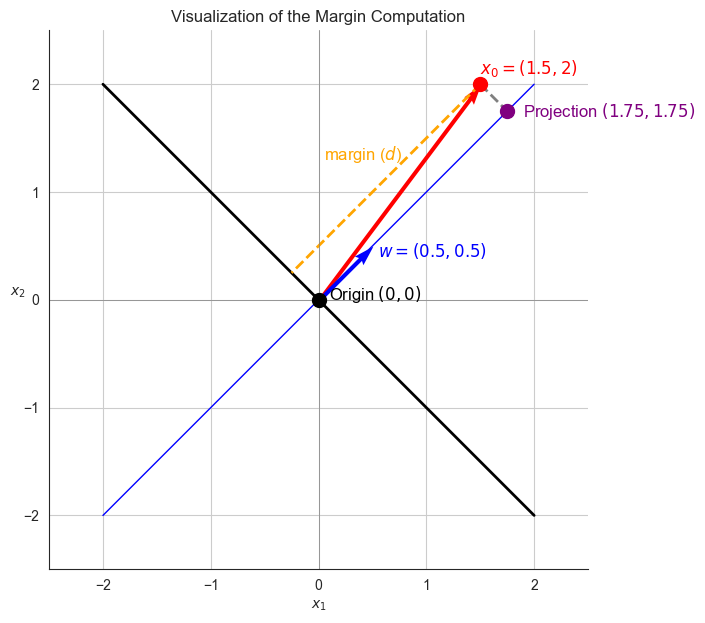 Visualization of the Margin Computation
x₀ = (1.5, 2)
2
Projection (1.75, 1.75)
margin (d)
1
w = (0.5, 0.5)
x₂
0
Origin (0, 0)
−1
−2
−2
−1
0
1
2
x₁